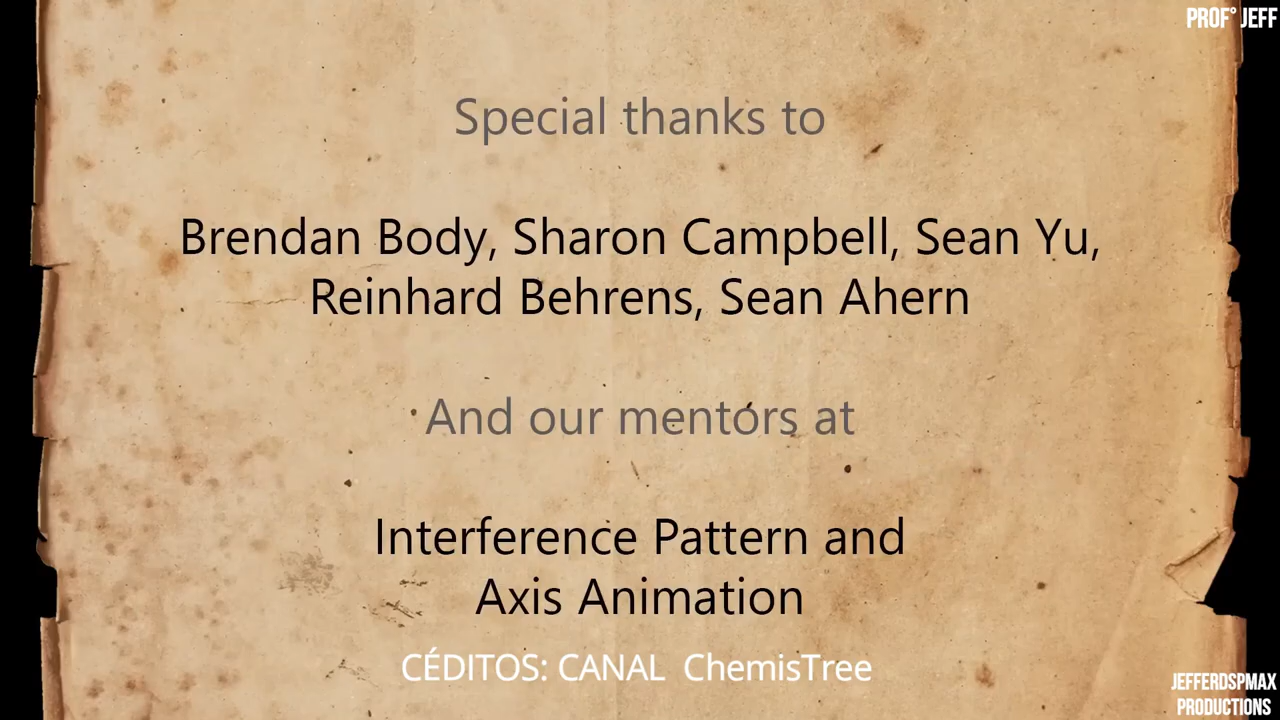 PROF° JEFF
Special thanks to
Brendan Body, Sharon Campbell, Sean Yu,
Reinhard Behrens, Sean Ahern
And our mentors at
Interference Pattern and
Axis Animation
CÉDITOS: CANAL ChemisTree
JEFFERDSPMAX
PRODUCTIONS